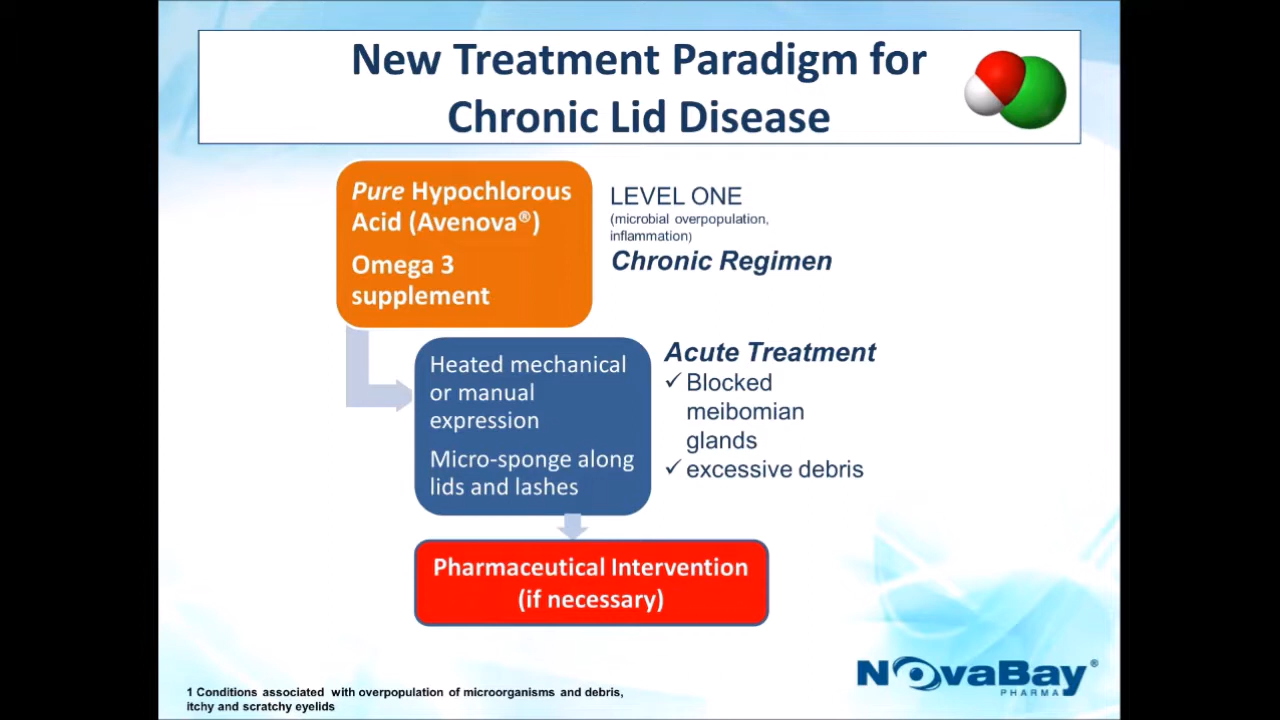 New Treatment Paradigm for
Chronic Lid Disease
Pure Hypochlorous
Acid (Avenova®)
Omega 3
supplement
LEVEL ONE
(microbial overpopulation,
inflammation)
Chronic Regimen
Heated mechanical
or manual
expression
Micro-sponge along
lids and lashes
Acute Treatment
✓ Blocked
meibomian
glands
✓ excessive debris
Pharmaceutical Intervention
(if necessary)
1 Conditions associated with overpopulation of microorganisms and debris,
itchy and scratchy eyelids
NovaBay®
PHARMA